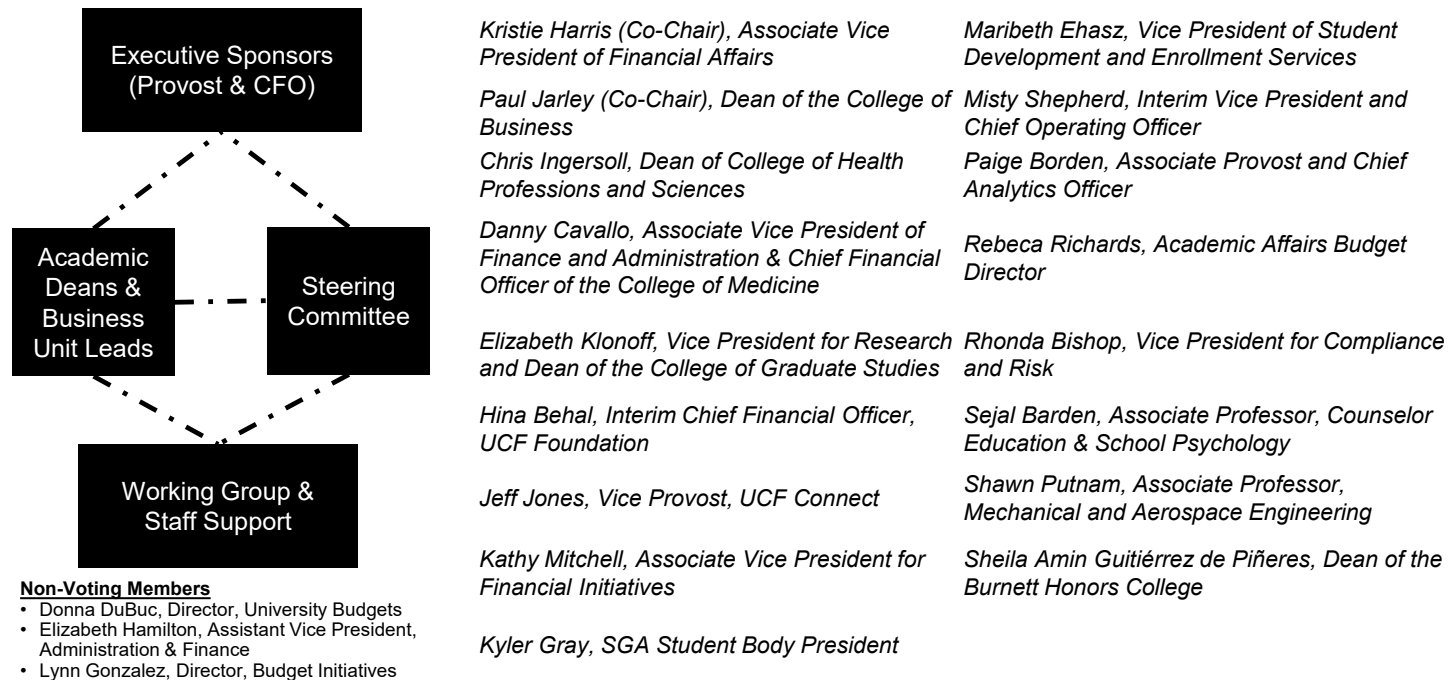 Executive Sponsors
(Provost & CFO)
Academic
Deans &
Business
Unit Leads
Steering
Committee
Working Group &
Staff Support
Non-Voting Members
• Donna DuBuc, Director, University Budgets
• Elizabeth Hamilton, Assistant Vice President,
Administration & Finance
• Lynn Gonzalez, Director, Budget Initiatives
Kristie Harris (Co-Chair), Associate Vice
President of Financial Affairs
Paul Jarley (Co-Chair), Dean of the College of
Business
Chris Ingersoll, Dean of College of Health
Professions and Sciences
Danny Cavallo, Associate Vice President of
Finance and Administration & Chief Financial
Officer of the College of Medicine
Elizabeth Klonoff, Vice President for Research
and Dean of the College of Graduate Studies
Hina Behal, Interim Chief Financial Officer,
UCF Foundation
Jeff Jones, Vice Provost, UCF Connect
Kathy Mitchell, Associate Vice President for
Financial Initiatives
Kyler Gray, SGA Student Body President
Maribeth Ehasz, Vice President of Student
Development and Enrollment Services
Misty Shepherd, Interim Vice President and
Chief Operating Officer
Paige Borden, Associate Provost and Chief
Analytics Officer
Rebeca Richards, Academic Affairs Budget
Director
Rhonda Bishop, Vice President for Compliance
and Risk
Sejal Barden, Associate Professor, Counselor
Education & School Psychology
Shawn Putnam, Associate Professor,
Mechanical and Aerospace Engineering
Sheila Amin Guitiérrez de Piñeres, Dean of the
Burnett Honors College